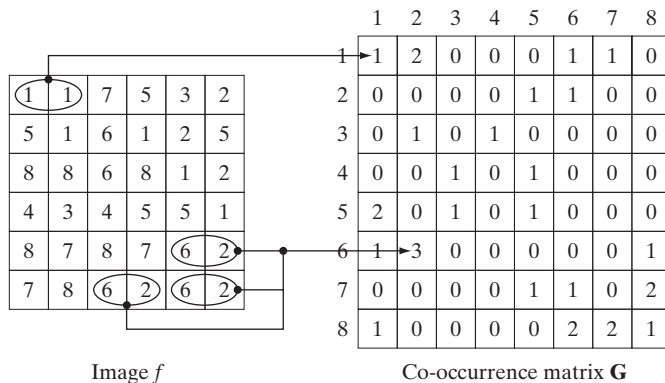 1 2 3 4 5 6 7 8
1 1 2 0 0 0 1 1 0
2 0 0 0 0 1 1 0 0
3 0 1 0 1 0 0 0 0
4 0 0 1 0 1 0 0 0
5 2 0 1 0 1 0 0 0
6 1 3 0 0 0 0 0 1
7 0 0 0 0 1 1 0 2
8 1 0 0 0 0 2 2 1
1 1 7 5 3 2
5 1 6 1 2 5
8 8 6 8 1 2
4 3 4 5 5 1
8 7 8 7 6 2
7 8 6 2 6 2
Image f
Co-occurrence matrix G